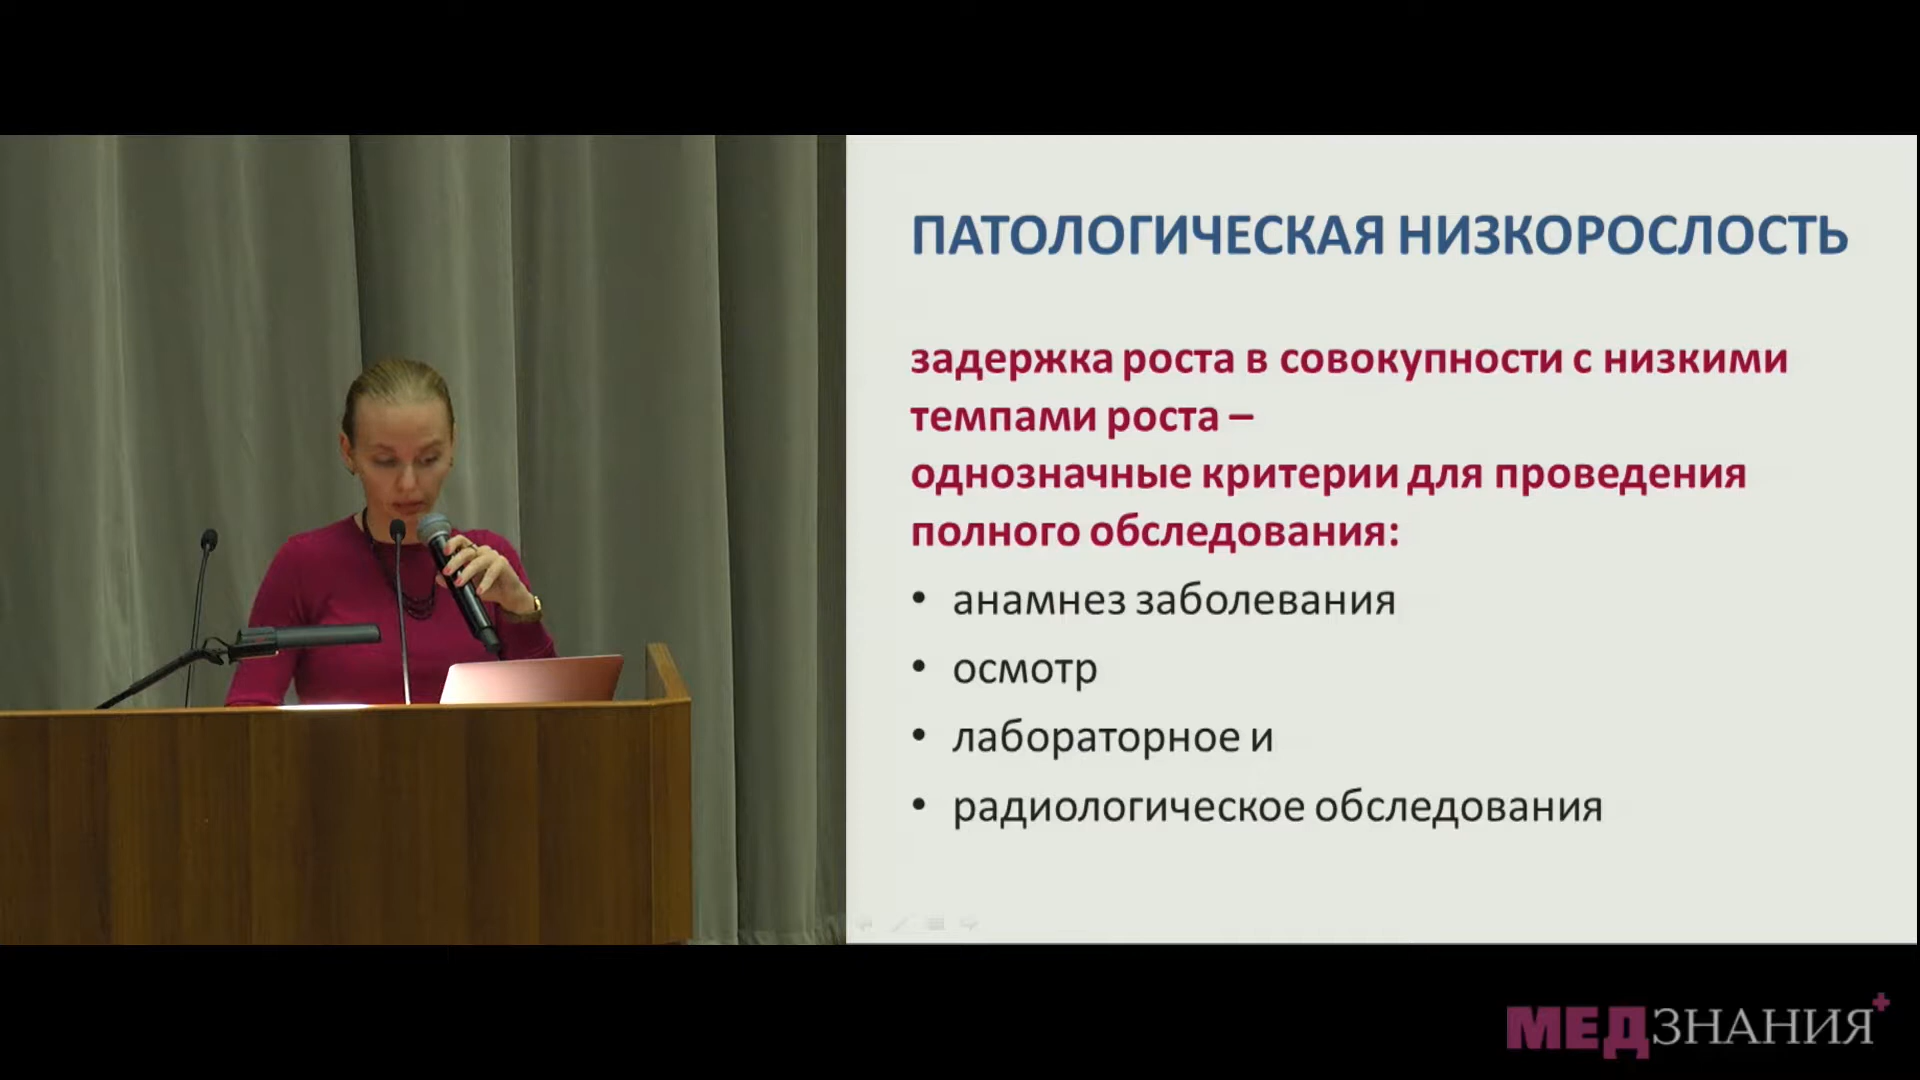 ПАТОЛОГИЧЕСКАЯ НИЗКОРОСЛОСТЬ
задержка роста в совокупности с низкими
темпами роста –
однозначные критерии для проведения
полного обследования:
• анамнез заболевания
• осмотр
• лабораторное и
• радиологическое обследования
МЕДЗНАНИЯ+